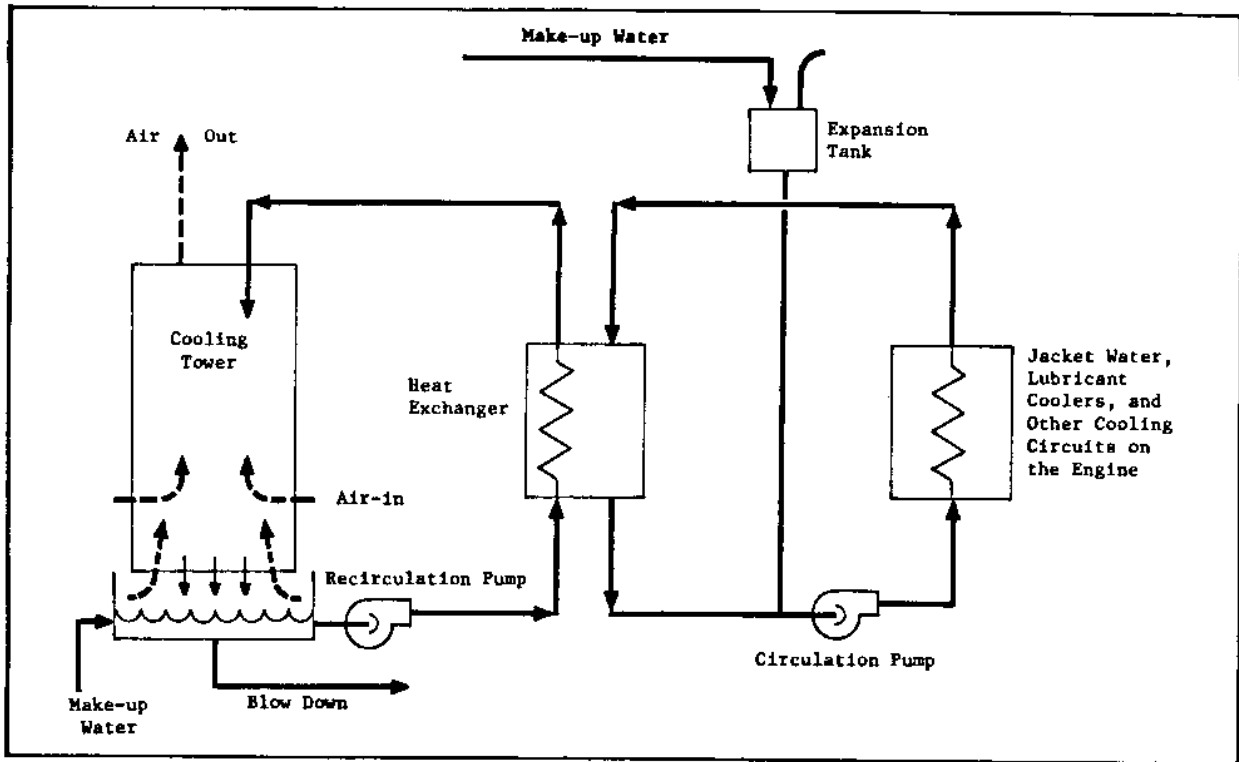 Make-up Water
Expansion
Tank
Air Out
Cooling
Tower
Heat
Exchanger
Jacket Water,
Lubricant
Coolers, and
Other Cooling
Circuits on
the Engine
Air-in
Recirculation Pump
Circulation Pump
Make-up
Water
Blow Down